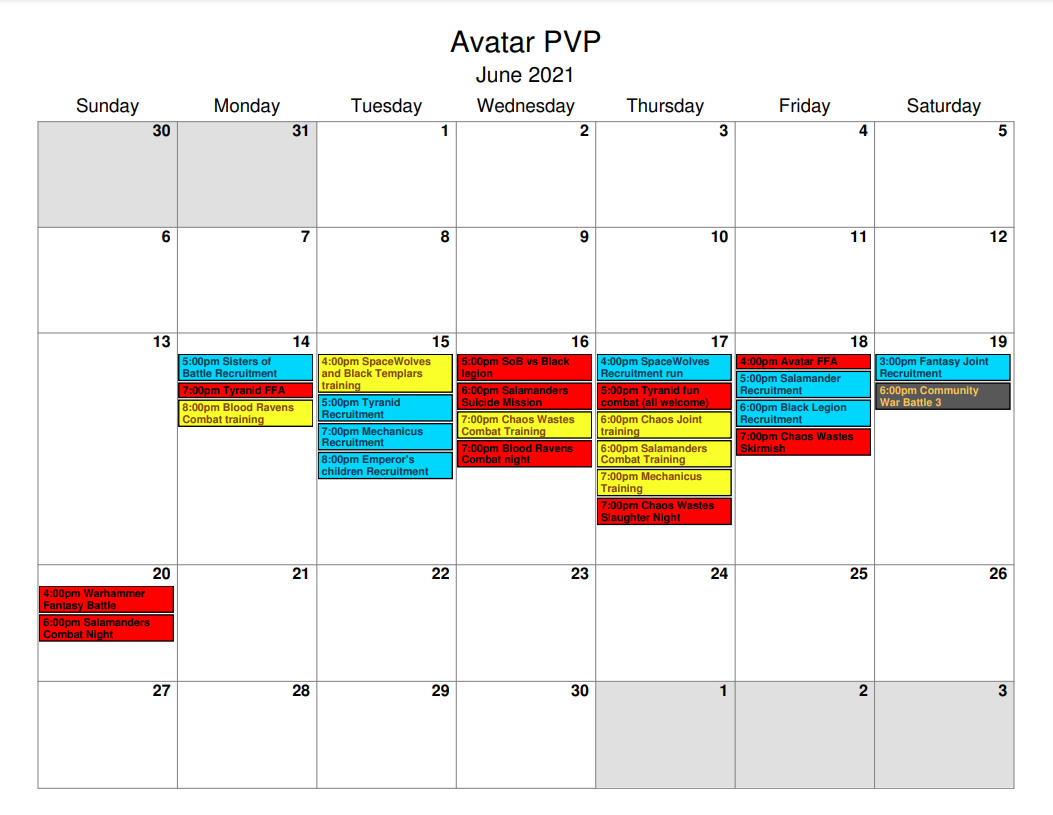 Avatar PVP
June 2021
Sunday Monday Tuesday Wednesday Thursday Friday Saturday
30 31 1 2 3 4 5
6 7 8 9 10 11 12
13
14
5:00pm Sisters of
Battle Recruitment
7:00pm Tyranid FFA
8:00pm Blood Ravens
Combat training
15
4:00pm SpaceWolves
and Black Templars
training
5:00pm Tyranid
Recruitment
7:00pm Mechanicus
Recruitment
8:00pm Emperor's
children Recruitment
16
5:00pm SoB vs Black
legion
6:00pm Salamanders
Suicide Mission
7:00pm Chaos Wastes
Combat Training
7:00pm Blood Ravens
Combat night
17
4:00pm SpaceWolves
Recruitment run
5:00pm Tyranid fun
combat (all welcome)
6:00pm Chaos Joint
training
6:00pm Salamanders
Combat Training
7:00pm Mechanicus
Training
7:00pm Chaos Wastes
Slaughter Night
18
4:00pm Avatar FFA
5:00pm Salamander
Recruitment
6:00pm Black Legion
Recruitment
7:00pm Chaos Wastes
Skirmish
19
3:00pm Fantasy Joint
Recruitment
6:00pm Community
War Battle 3
20
4:00pm Warhammer
Fantasy Battle
6:00pm Salamanders
Combat Night
21 22 23 24 25 26
27 28 29 30 1 2 3